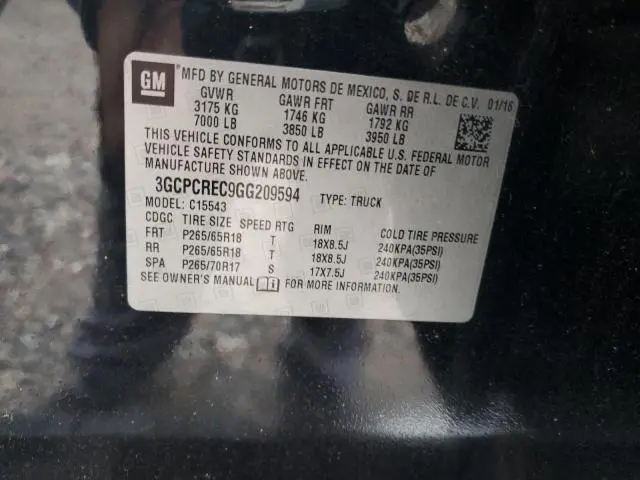 GM MFD BY GENERAL MOTORS DE MEXICO, S. DE R.L. DE C.V. 01/16
GVWR GAWR FRT GAWR RR
3175 KG 1746 KG 1792 KG
7000 LB 3850 LB 3950 LB
THIS VEHICLE CONFORMS TO ALL APPLICABLE U.S. FEDERAL MOTOR
VEHICLE SAFETY STANDARDS IN EFFECT ON THE DATE OF
MANUFACTURE SHOWN ABOVE.
3GCPCREC9GG209594 TYPE: TRUCK
MODEL: C15543
CDGC TIRE SIZE SPEED RTG RIM COLD TIRE PRESSURE
FRT P265/65R18 T 18X8.5J 240KPA(35PSI)
RR P265/65R18 T 18X8.5J 240KPA(35PSI)
SPA P265/70R17 S 17X7.5J 240KPA(35PSI)
SEE OWNER'S MANUAL FOR MORE INFORMATION.